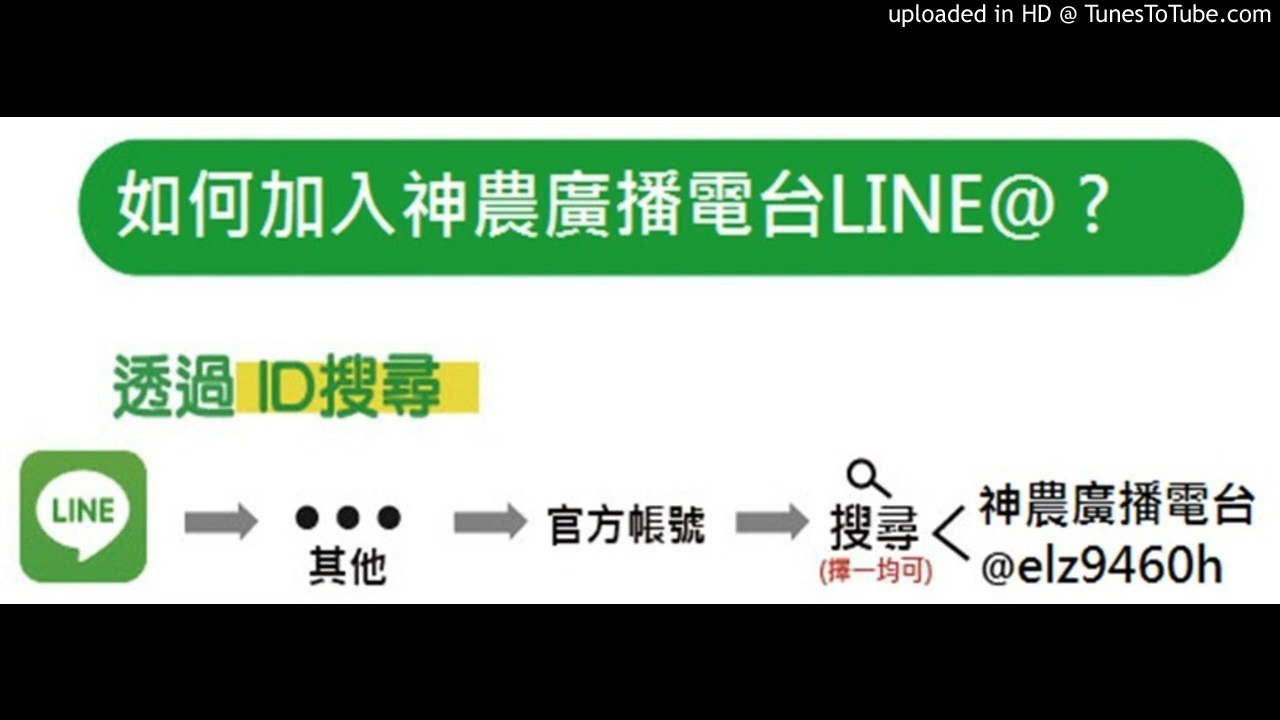 uploaded in HD @ TunesToTube.com
如何加入神農廣播電台LINE@？
透過 ID搜尋
LINE
其他
官方帳號
搜尋
(擇一均可)
神農廣播電台
@elz9460h